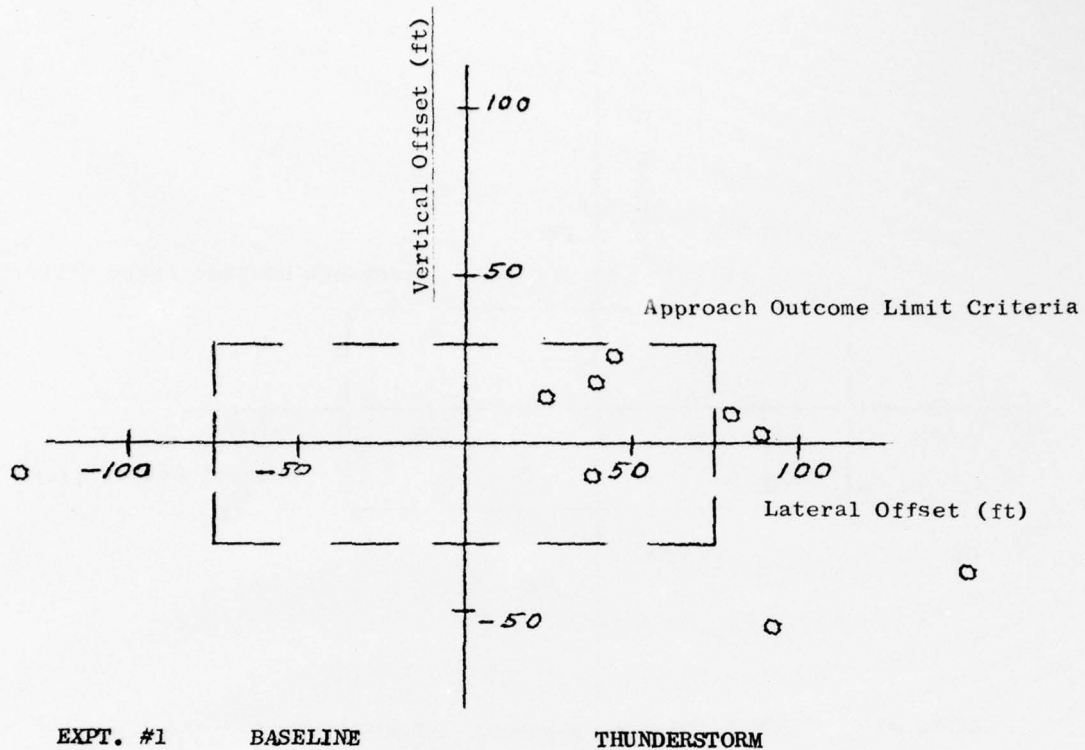 Vertical Offset (ft)
100
50
Approach Outcome Limit Criteria
-100
-50
50
100
Lateral Offset (ft)
-50
EXPT. #1 BASELINE THUNDERSTORM